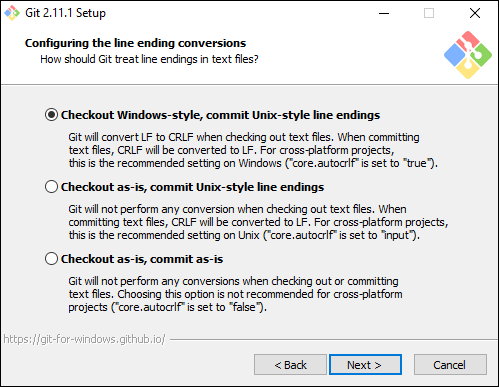 Git 2.11.1 Setup
Configuring the line ending conversions
How should Git treat line endings in text files?
Checkout Windows-style, commit Unix-style line endings
Git will convert LF to CRLF when checking out text files. When committing
text files, CRLF will be converted to LF. For cross-platform projects,
this is the recommended setting on Windows ("core.autocrlf" is set to "true").
Checkout as-is, commit Unix-style line endings
Git will not perform any conversion when checking out text files. When
committing text files, CRLF will be converted to LF. For cross-platform projects,
this is the recommended setting on Unix ("core.autocrlf" is set to "input").
Checkout as-is, commit as-is
Git will not perform any conversions when checking out or committing
text files. Choosing this option is not recommended for cross-platform
projects ("core.autocrlf" is set to "false").
https://git-for-windows.github.io/
< Back
Next >
Cancel